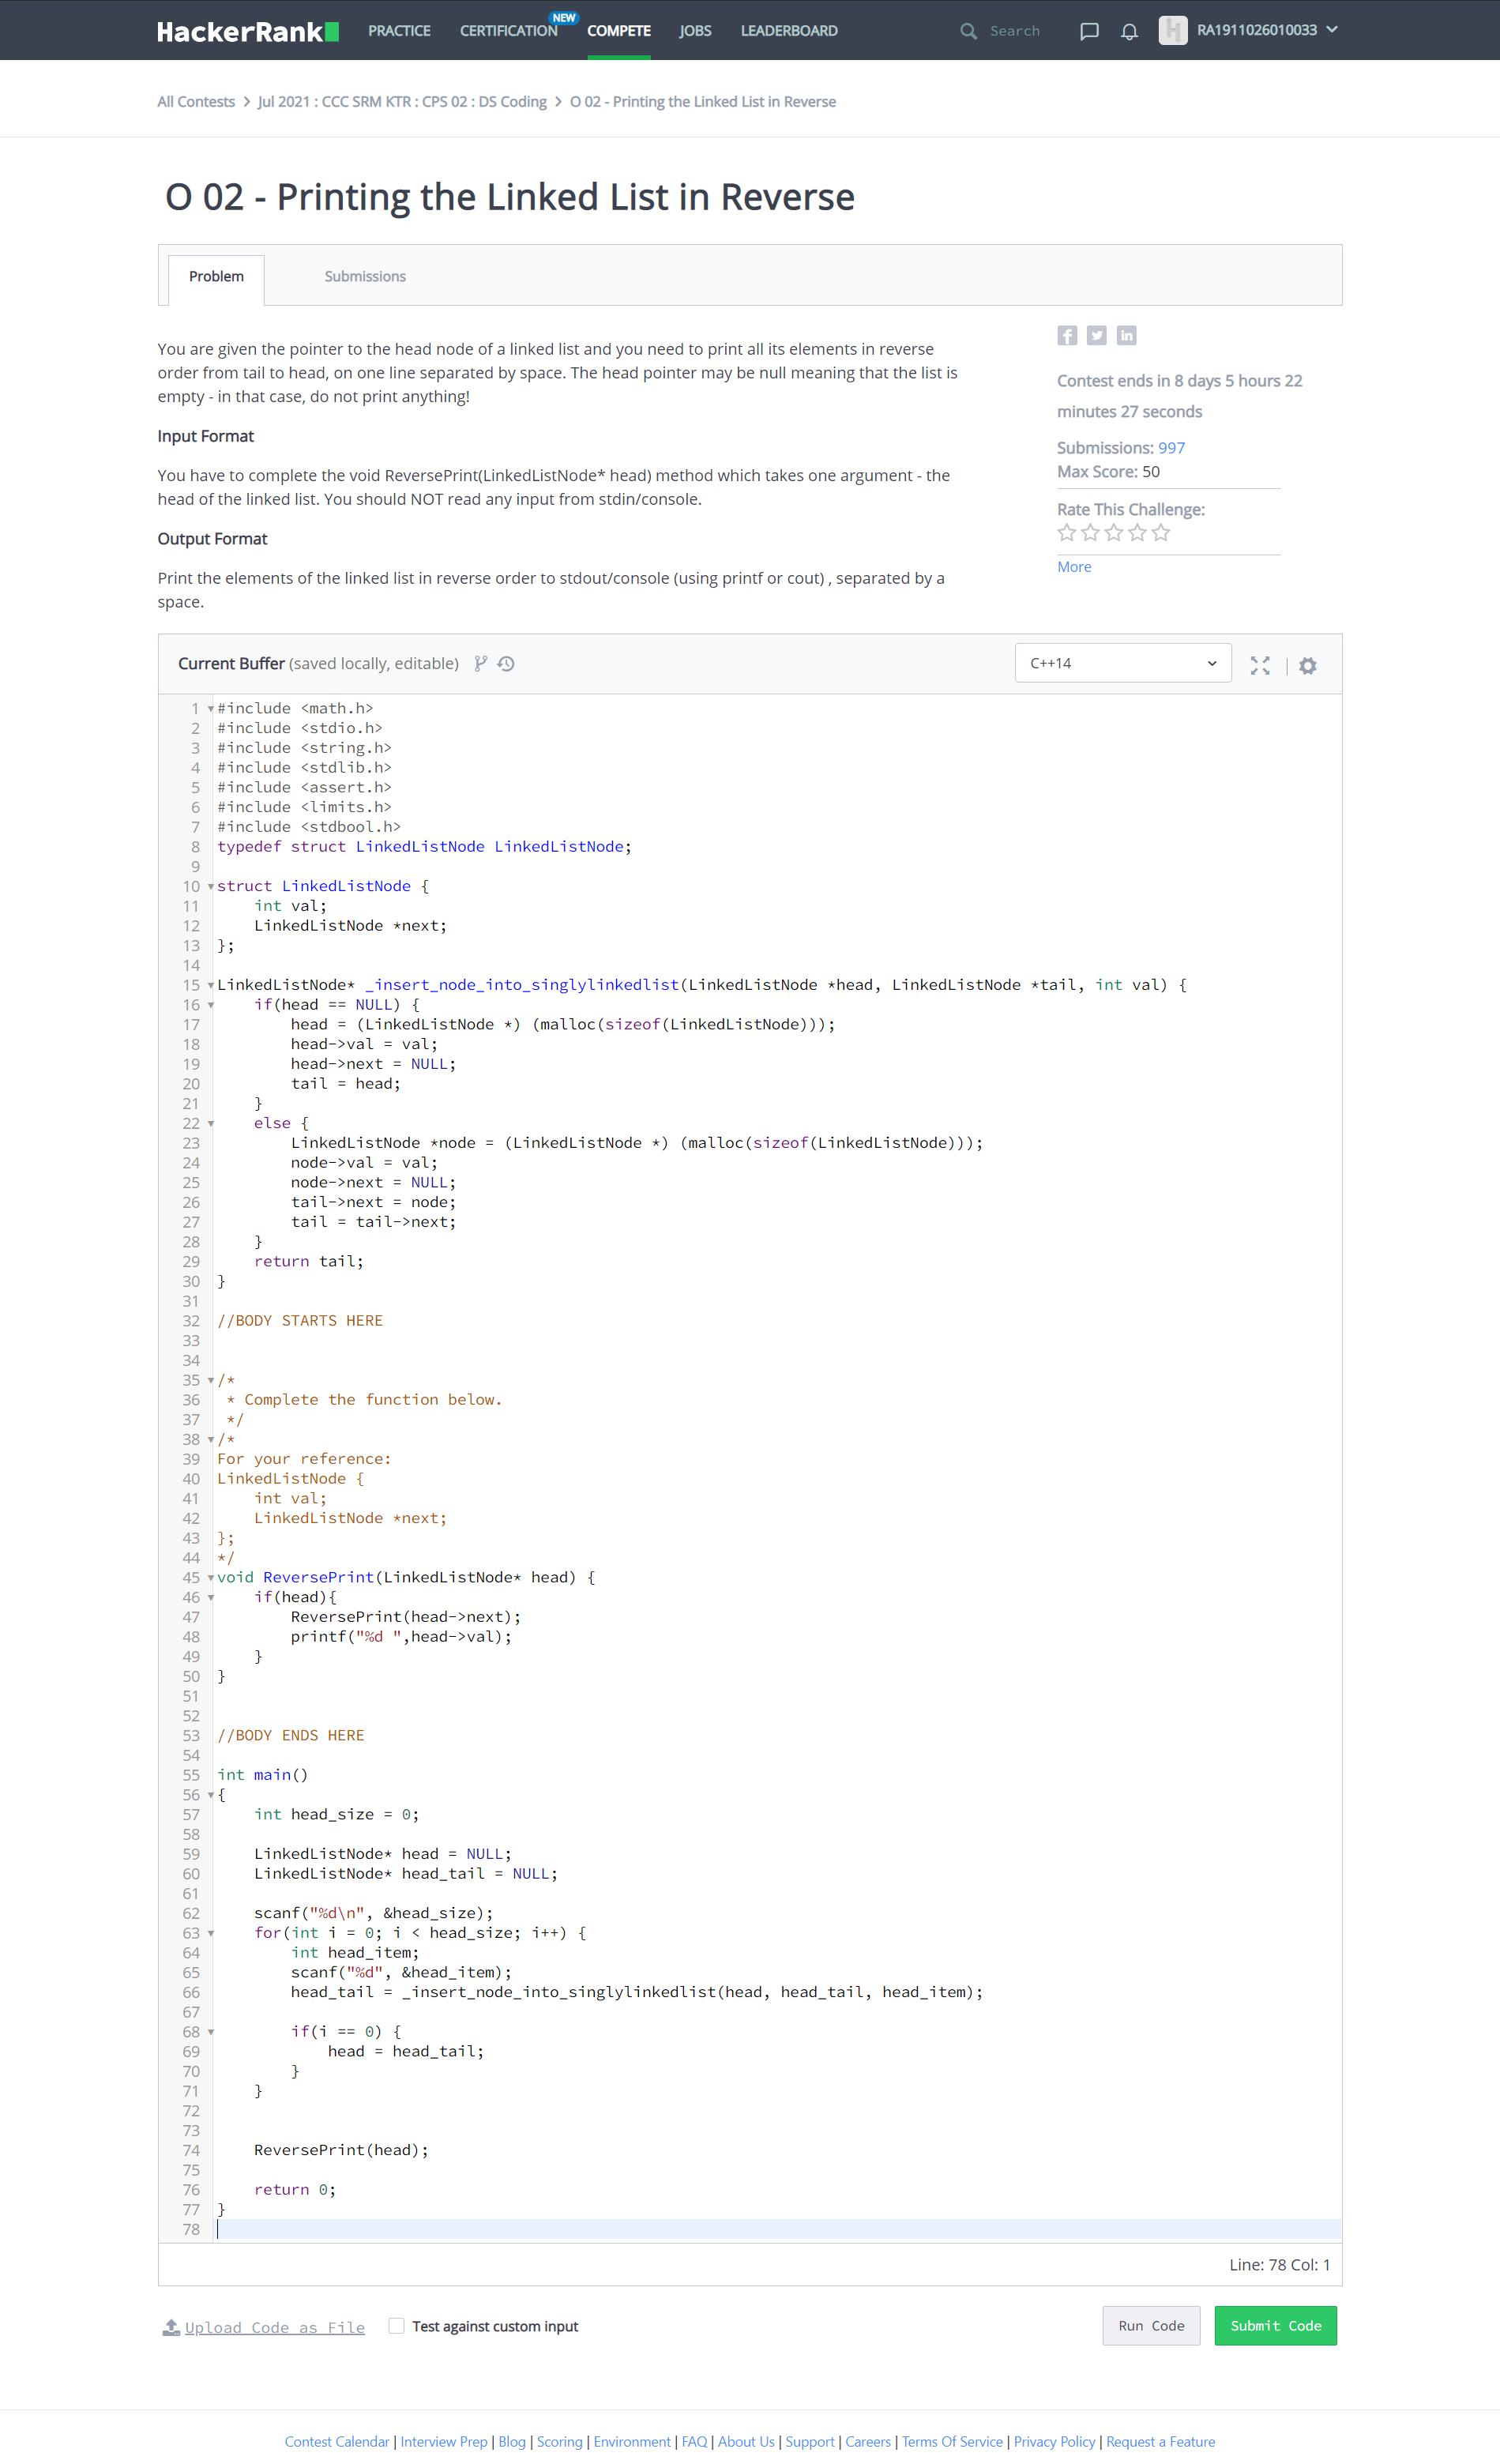 HackerRank
PRACTICE
CERTIFICATION
NEW
COMPETE
JOBS
LEADERBOARD
Search
RA1911026010033
All Contests > Jul 2021 : CCC SRM KTR : CPS 02 : DS Coding > O 02 - Printing the Linked List in Reverse
O 02 - Printing the Linked List in Reverse
Problem
Submissions
You are given the pointer to the head node of a linked list and you need to print all its elements in reverse
order from tail to head, on one line separated by space. The head pointer may be null meaning that the list is
empty - in that case, do not print anything!
Input Format
You have to complete the void ReversePrint(LinkedListNode* head) method which takes one argument - the
head of the linked list. You should NOT read any input from stdin/console.
Output Format
Print the elements of the linked list in reverse order to stdout/console (using printf or cout) , separated by a
space.
Contest ends in 8 days 5 hours 22
minutes 27 seconds
Submissions: 997
Max Score: 50
Rate This Challenge:
More
Current Buffer (saved locally, editable)
C++14
1 #include <math.h>
2 #include <stdio.h>
3 #include <string.h>
4 #include <stdlib.h>
5 #include <assert.h>
6 #include <limits.h>
7 #include <stdbool.h>
8 typedef struct LinkedListNode LinkedListNode;
9
10 struct LinkedListNode {
11     int val;
12     LinkedListNode *next;
13 };
14
15 LinkedListNode* _insert_node_into_singlylinkedlist(LinkedListNode *head, LinkedListNode *tail, int val) {
16     if(head == NULL) {
17         head = (LinkedListNode *) (malloc(sizeof(LinkedListNode)));
18         head->val = val;
19         head->next = NULL;
20         tail = head;
21     }
22     else {
23         LinkedListNode *node = (LinkedListNode *) (malloc(sizeof(LinkedListNode)));
24         node->val = val;
25         node->next = NULL;
26         tail->next = node;
27         tail = tail->next;
28     }
29     return tail;
30 }
31
32 //BODY STARTS HERE
33
34
35 /*
36  * Complete the function below.
37  */
38 /*
39 For your reference:
40 LinkedListNode {
41     int val;
42     LinkedListNode *next;
43 };
44 */
45 void ReversePrint(LinkedListNode* head) {
46     if(head){
47         ReversePrint(head->next);
48         printf("%d ",head->val);
49     }
50 }
51
52
53 //BODY ENDS HERE
54
55 int main()
56 {
57     int head_size = 0;
58
59     LinkedListNode* head = NULL;
60     LinkedListNode* head_tail = NULL;
61
62     scanf("%d\n", &head_size);
63     for(int i = 0; i < head_size; i++) {
64         int head_item;
65         scanf("%d", &head_item);
66         head_tail = _insert_node_into_singlylinkedlist(head, head_tail, head_item);
67
68         if(i == 0) {
69             head = head_tail;
70         }
71     }
72
73
74     ReversePrint(head);
75
76     return 0;
77 }
78
Line: 78 Col: 1
Upload Code as File
Test against custom input
Run Code
Submit Code
Contest Calendar | Interview Prep | Blog | Scoring | Environment | FAQ | About Us | Support | Careers | Terms Of Service | Privacy Policy | Request a Feature